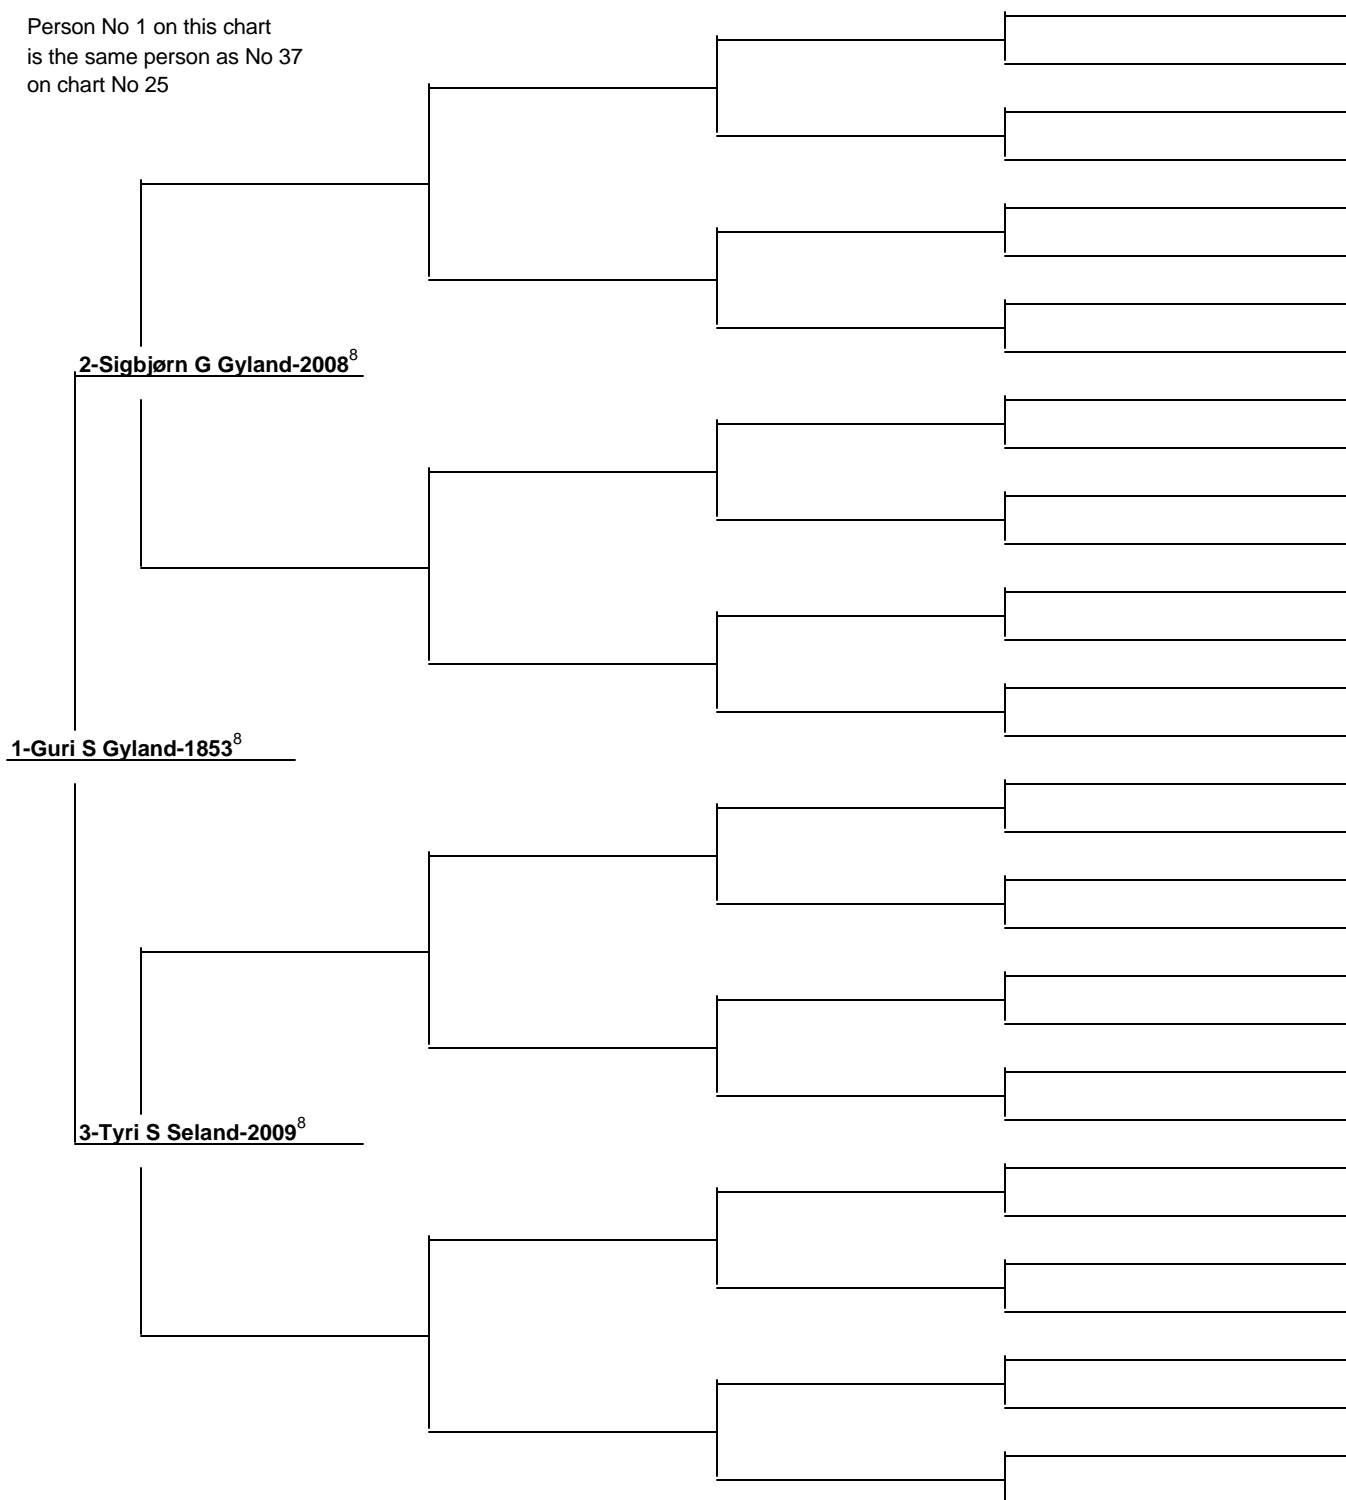 Person No 1 on this chart
is the same person as No 37
on chart No 25
2-Sigbjørn G Gyland-2008⁸
1-Guri S Gyland-1853⁸
3-Tyri S Seland-2009⁸